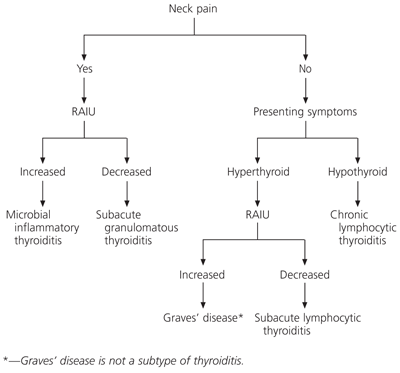 Neck pain
Yes
No
RAIU
Presenting symptoms
Increased
Decreased
Hyperthyroid
Hypothyroid
Microbial
inflammatory
thyroiditis
Subacute
granulomatous
thyroiditis
RAIU
Chronic
lymphocytic
thyroiditis
Increased
Decreased
Graves’ disease*
Subacute lymphocytic
thyroiditis
*—Graves’ disease is not a subtype of thyroiditis.